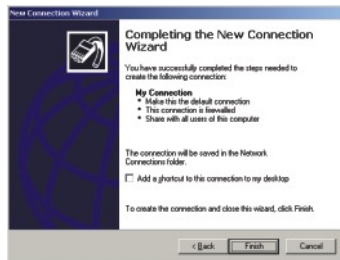 New Connection Wizard
Completing the New Connection
Wizard
You have successfully completed the steps needed to
create the following connection:
My Connection
* Make this the default connection
* This connection is firewalled
* Share with all users of this computer
The connection will be saved in the Network
Connections folder.
Add a shortcut to this connection to my desktop
To create the connection and close this wizard, click Finish.
< Back
Finish
Cancel